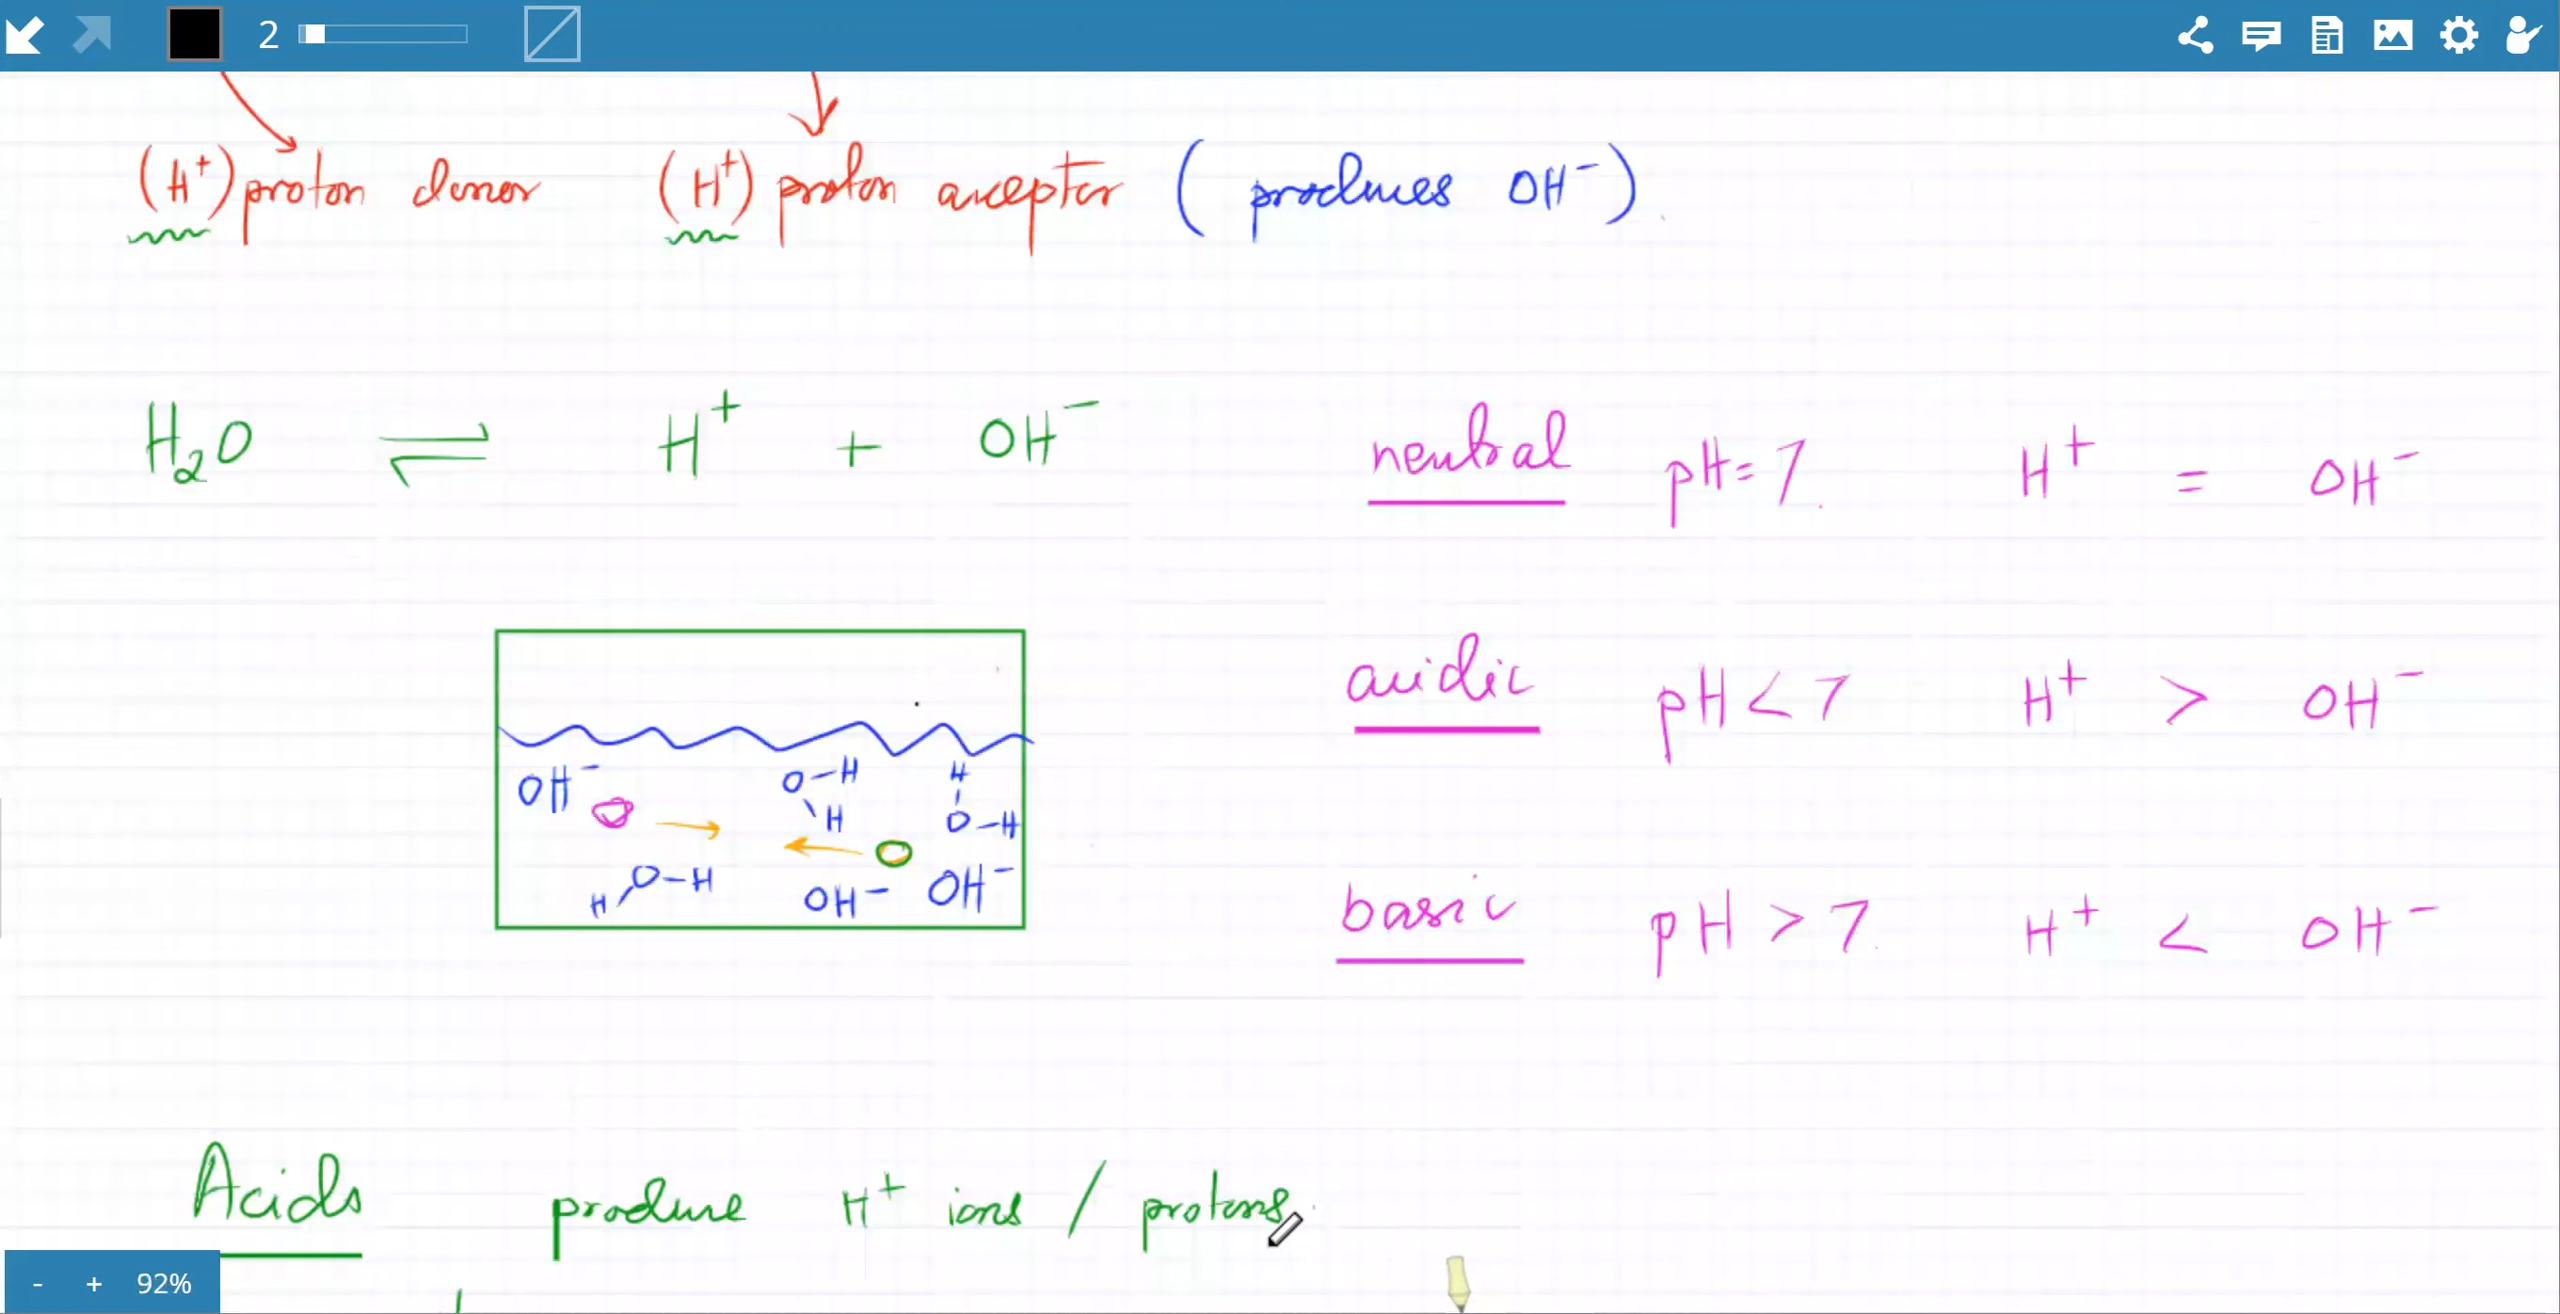 2
(H⁺) proton donor (H⁺) proton acceptor ( produces OH⁻ )
H₂O ⇌ H⁺ + OH⁻
neutral pH = 7 H⁺ = OH⁻
acidic pH < 7 H⁺ > OH⁻
OH⁻ O-H H H
O-H
H O-H OH⁻ OH⁻
basic pH > 7 H⁺ < OH⁻
Acids produce H⁺ ions / protons
- + 92%